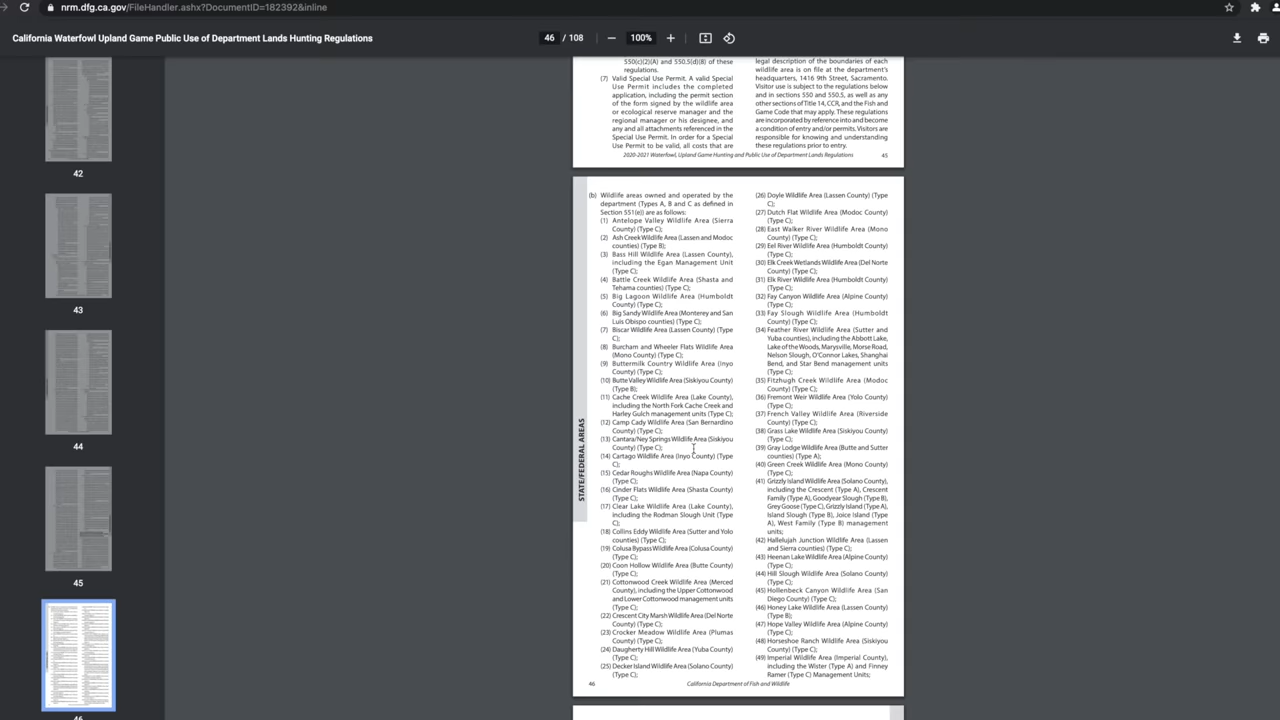 nrm.dfg.ca.gov/FileHandler.ashx?DocumentID=182392&inline
California Waterfowl Upland Game Public Use of Department Lands Hunting Regulations
46 / 108
100%
42
43
44
45
46
550(c)(2)(A) and 550.5(d)(8) of these
regulations.
(7) Valid Special Use Permit. A valid Special
Use Permit includes the completed
application, including the permit section
of the form signed by the wildlife area
or ecological reserve manager and the
regional manager or his designee, and
any and all attachments referenced in the
Special Use Permit. In order for a Special
Use Permit to be valid, all costs that are
legal description of the boundaries of each
wildlife area is on file at the department's
headquarters, 1416 9th Street, Sacramento.
Visitor use is subject to the regulations below
and in sections 550 and 550.5, as well as any
other sections of Title 14, CCR, and the Fish and
Game Code that may apply. These regulations
are incorporated by reference into and become
a condition of entry and/or permits. Visitors are
responsible for knowing and understanding
these regulations prior to entry.
2020-2021 Waterfowl, Upland Game Hunting and Public Use of Department Lands Regulations
45
STATE/FEDERAL AREAS
(b) Wildlife areas owned and operated by the
department (Types A, B and C as defined in
Section 551(e)) are as follows:
(1) Antelope Valley Wildlife Area (Sierra
County) (Type C);
(2) Ash Creek Wildlife Area (Lassen and Modoc
counties) (Type B);
(3) Bass Hill Wildlife Area (Lassen County),
including the Egan Management Unit
(Type C);
(4) Battle Creek Wildlife Area (Shasta and
Tehama counties) (Type C);
(5) Big Lagoon Wildlife Area (Humboldt
County) (Type C);
(6) Big Sandy Wildlife Area (Monterey and San
Luis Obispo counties) (Type C);
(7) Biscar Wildlife Area (Lassen County) (Type
C);
(8) Burcham and Wheeler Flats Wildlife Area
(Mono County) (Type C);
(9) Buttermilk Country Wildlife Area (Inyo
County) (Type C);
(10) Butte Valley Wildlife Area (Siskiyou County)
(Type B);
(11) Cache Creek Wildlife Area (Lake County),
including the North Fork Cache Creek and
Harley Gulch management units (Type C);
(12) Camp Cady Wildlife Area (San Bernardino
County) (Type C);
(13) Cantara/Ney Springs Wildlife Area (Siskiyou
County) (Type C);
(14) Cartago Wildlife Area (Inyo County) (Type
C);
(15) Cedar Roughs Wildlife Area (Napa County)
(Type C);
(16) Cinder Flats Wildlife Area (Shasta County)
(Type C);
(17) Clear Lake Wildlife Area (Lake County),
including the Rodman Slough Unit (Type
C);
(18) Collins Eddy Wildlife Area (Sutter and Yolo
counties) (Type C);
(19) Colusa Bypass Wildlife Area (Colusa County)
(Type C);
(20) Coon Hollow Wildlife Area (Butte County)
(Type C);
(21) Cottonwood Creek Wildlife Area (Merced
County), including the Upper Cottonwood
and Lower Cottonwood management units
(Type C);
(22) Crescent City Marsh Wildlife Area (Del Norte
County) (Type C);
(23) Crocker Meadow Wildlife Area (Plumas
County) (Type C);
(24) Daugherty Hill Wildlife Area (Yuba County)
(Type C);
(25) Decker Island Wildlife Area (Solano County)
(Type C);
(26) Doyle Wildlife Area (Lassen County) (Type
C);
(27) Dutch Flat Wildlife Area (Modoc County)
(Type C);
(28) East Walker River Wildlife Area (Mono
County) (Type C);
(29) Eel River Wildlife Area (Humboldt County)
(Type C);
(30) Elk Creek Wetlands Wildlife Area (Del Norte
County) (Type C);
(31) Elk River Wildlife Area (Humboldt County)
(Type C);
(32) Fay Canyon Wildlife Area (Alpine County)
(Type C);
(33) Fay Slough Wildlife Area (Humboldt
County) (Type C);
(34) Feather River Wildlife Area (Sutter and
Yuba counties), including the Abbott Lake,
Lake of the Woods, Marysville, Morse Road,
Nelson Slough, O'Connor Lakes, Shanghai
Bend, and Star Bend management units
(Type C);
(35) Fitzhugh Creek Wildlife Area (Modoc
County) (Type C);
(36) Fremont Weir Wildlife Area (Yolo County)
(Type C);
(37) French Valley Wildlife Area (Riverside
County) (Type C);
(38) Grass Lake Wildlife Area (Siskiyou County)
(Type C);
(39) Gray Lodge Wildlife Area (Butte and Sutter
counties) (Type A);
(40) Green Creek Wildlife Area (Mono County)
(Type C);
(41) Grizzly Island Wildlife Area (Solano County),
including the Crescent (Type A), Crescent
Family (Type A), Goodyear Slough (Type B),
Grey Goose (Type C), Grizzly Island (Type A),
Island Slough (Type B), Joice Island (Type
A), West Family (Type B) management
units;
(42) Hallelujah Junction Wildlife Area (Lassen
and Sierra counties) (Type C);
(43) Heenan Lake Wildlife Area (Alpine County)
(Type C);
(44) Hill Slough Wildlife Area (Solano County)
(Type C);
(45) Hollenbeck Canyon Wildlife Area (San
Diego County) (Type C);
(46) Honey Lake Wildlife Area (Lassen County)
(Type B);
(47) Hope Valley Wildlife Area (Alpine County)
(Type C);
(48) Horseshoe Ranch Wildlife Area (Siskiyou
County) (Type C);
(49) Imperial Wildlife Area (Imperial County),
including the Wister (Type A) and Finney
Ramer (Type C) Management Units;
46
California Department of Fish and Wildlife